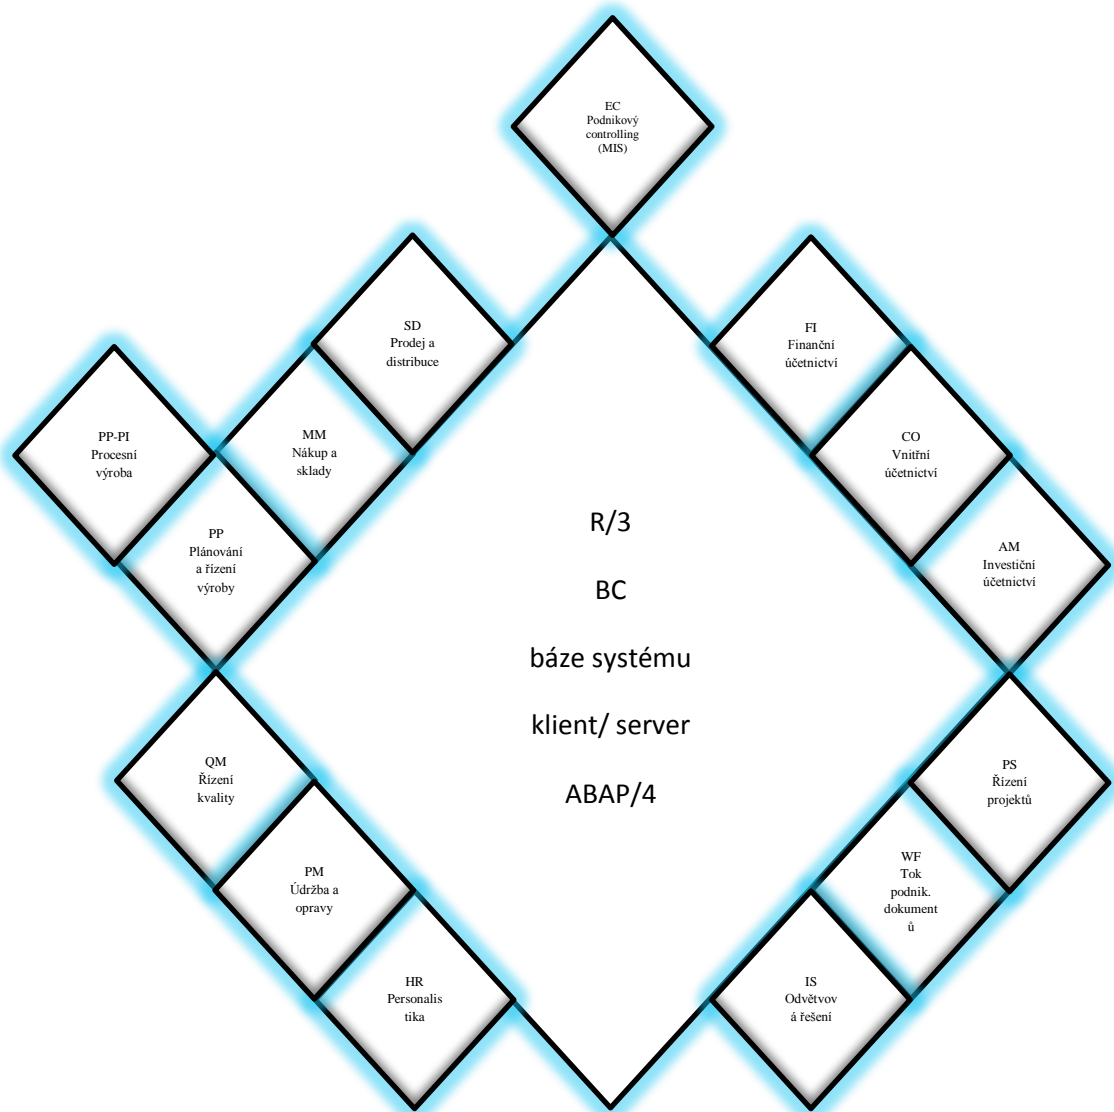 EC
Podnikový
controlling
(MIS)
SD
Prodej a
distribuce
FI
Finanční
účetnictví
PP-PI
Procesní
výroba
MM
Nákup a
sklady
CO
Vnitřní
účetnictví
PP
Plánování
a řízení
výroby
AM
Investiční
účetnictví
R/3
BC
báze systému
klient/ server
ABAP/4
QM
Řízení
kvality
PS
Řízení
projektů
PM
Údržba a
opravy
WF
Tok
podnik.
dokument
ů
HR
Personalis
tika
IS
Odvětvov
á řešení